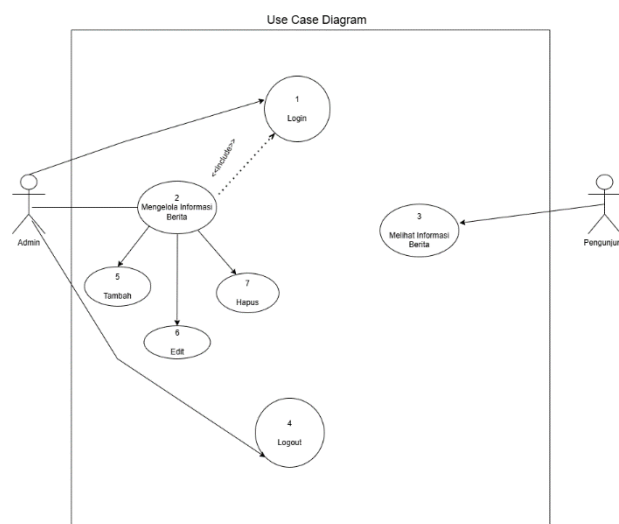 Use Case Diagram
1
Login
<<include>>
2
Mengelola Informasi
Berita
Admin
3
Melihat Informasi
Berita
Pengunjung
5
Tambah
7
Hapus
6
Edit
4
Logout